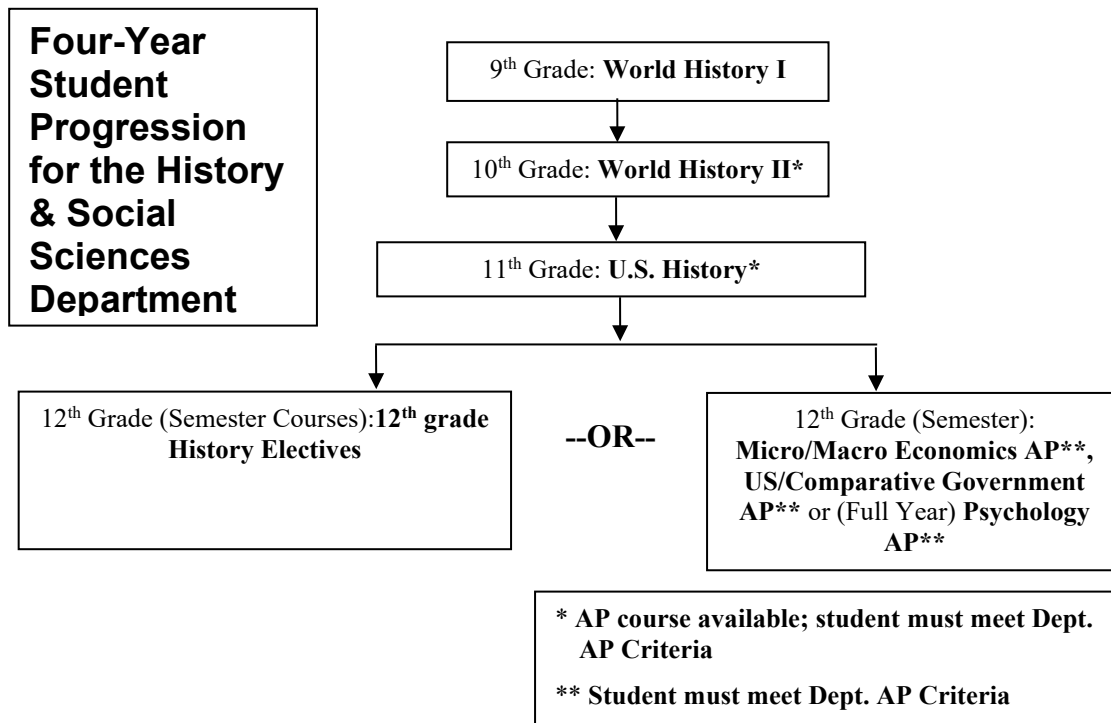 Four-Year
Student
Progression
for the History
& Social
Sciences
Department
9th Grade: World History I
10th Grade: World History II*
11th Grade: U.S. History*
12th Grade (Semester Courses):12th grade
History Electives
--OR--
12th Grade (Semester):
Micro/Macro Economics AP**,
US/Comparative Government
AP** or (Full Year) Psychology
AP**
* AP course available; student must meet Dept.
AP Criteria
** Student must meet Dept. AP Criteria